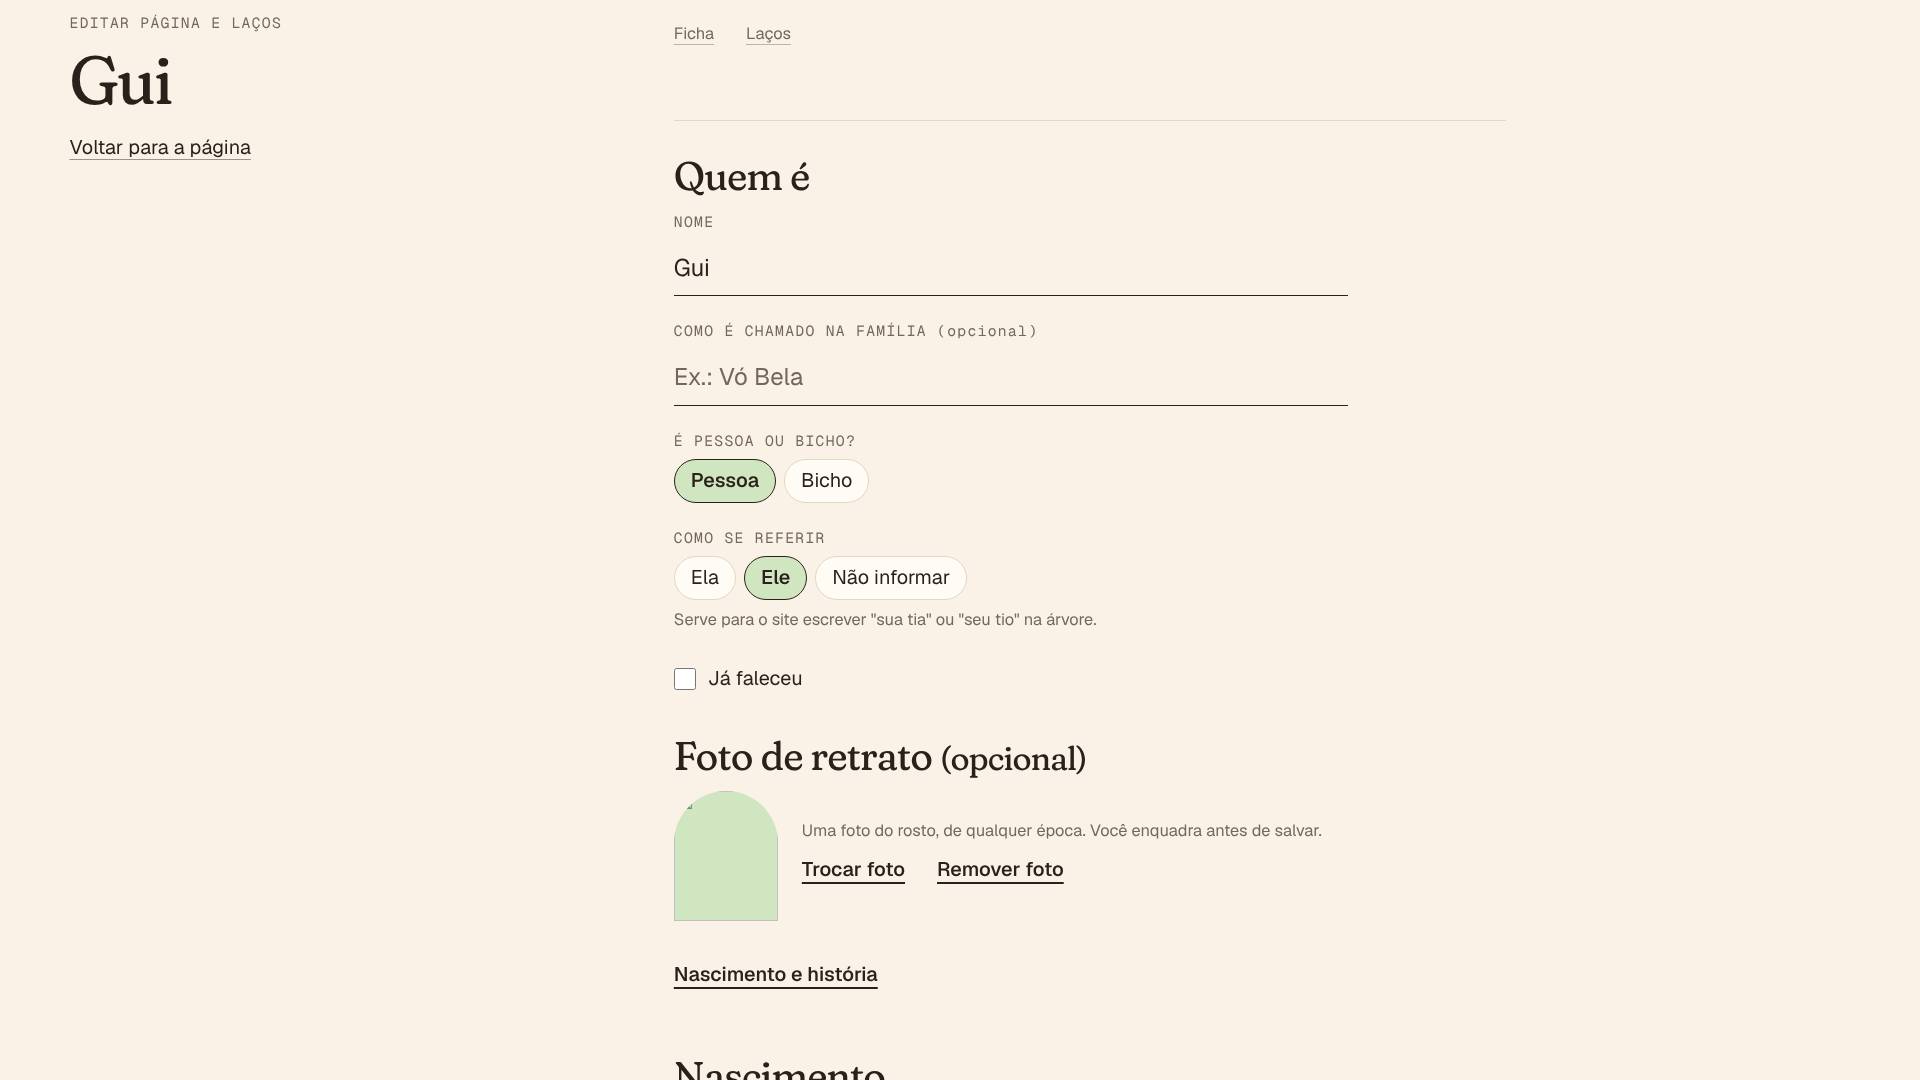 EDITAR PÁGINA E LAÇOS
Gui
Voltar para a página
Ficha
Laços
Quem é
NOME
Gui
COMO É CHAMADO NA FAMÍLIA (opcional)
Ex.: Vó Bela
É PESSOA OU BICHO?
Pessoa
Bicho
COMO SE REFERIR
Ela
Ele
Não informar
Serve para o site escrever "sua tia" ou "seu tio" na árvore.
Já faleceu
Foto de retrato (opcional)
Uma foto do rosto, de qualquer época. Você enquadra antes de salvar.
Trocar foto
Remover foto
Nascimento e história
Nascimento